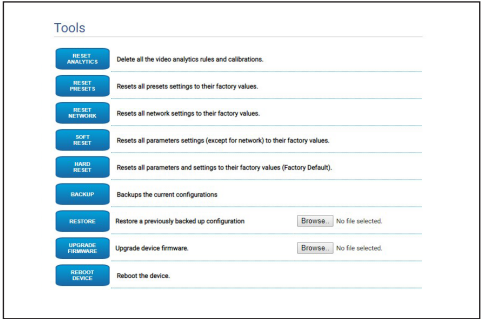 Tools
RESET
ANALYTICS
Delete all the video analytics rules and calibrations.
RESET
PRESETS
Resets all presets settings to their factory values.
RESET
NETWORK
Resets all network settings to their factory values.
SOFT
RESET
Resets all parameters settings (except for network) to their factory values.
HARD
RESET
Resets all parameters and settings to their factory values (Factory Default).
BACKUP
Backups the current configurations
RESTORE
Restore a previously backed up configuration
Browse.. No file selected.
UPGRADE
FIRMWARE
Upgrade device firmware.
Browse.. No file selected.
REBOOT
DEVICE
Reboot the device.